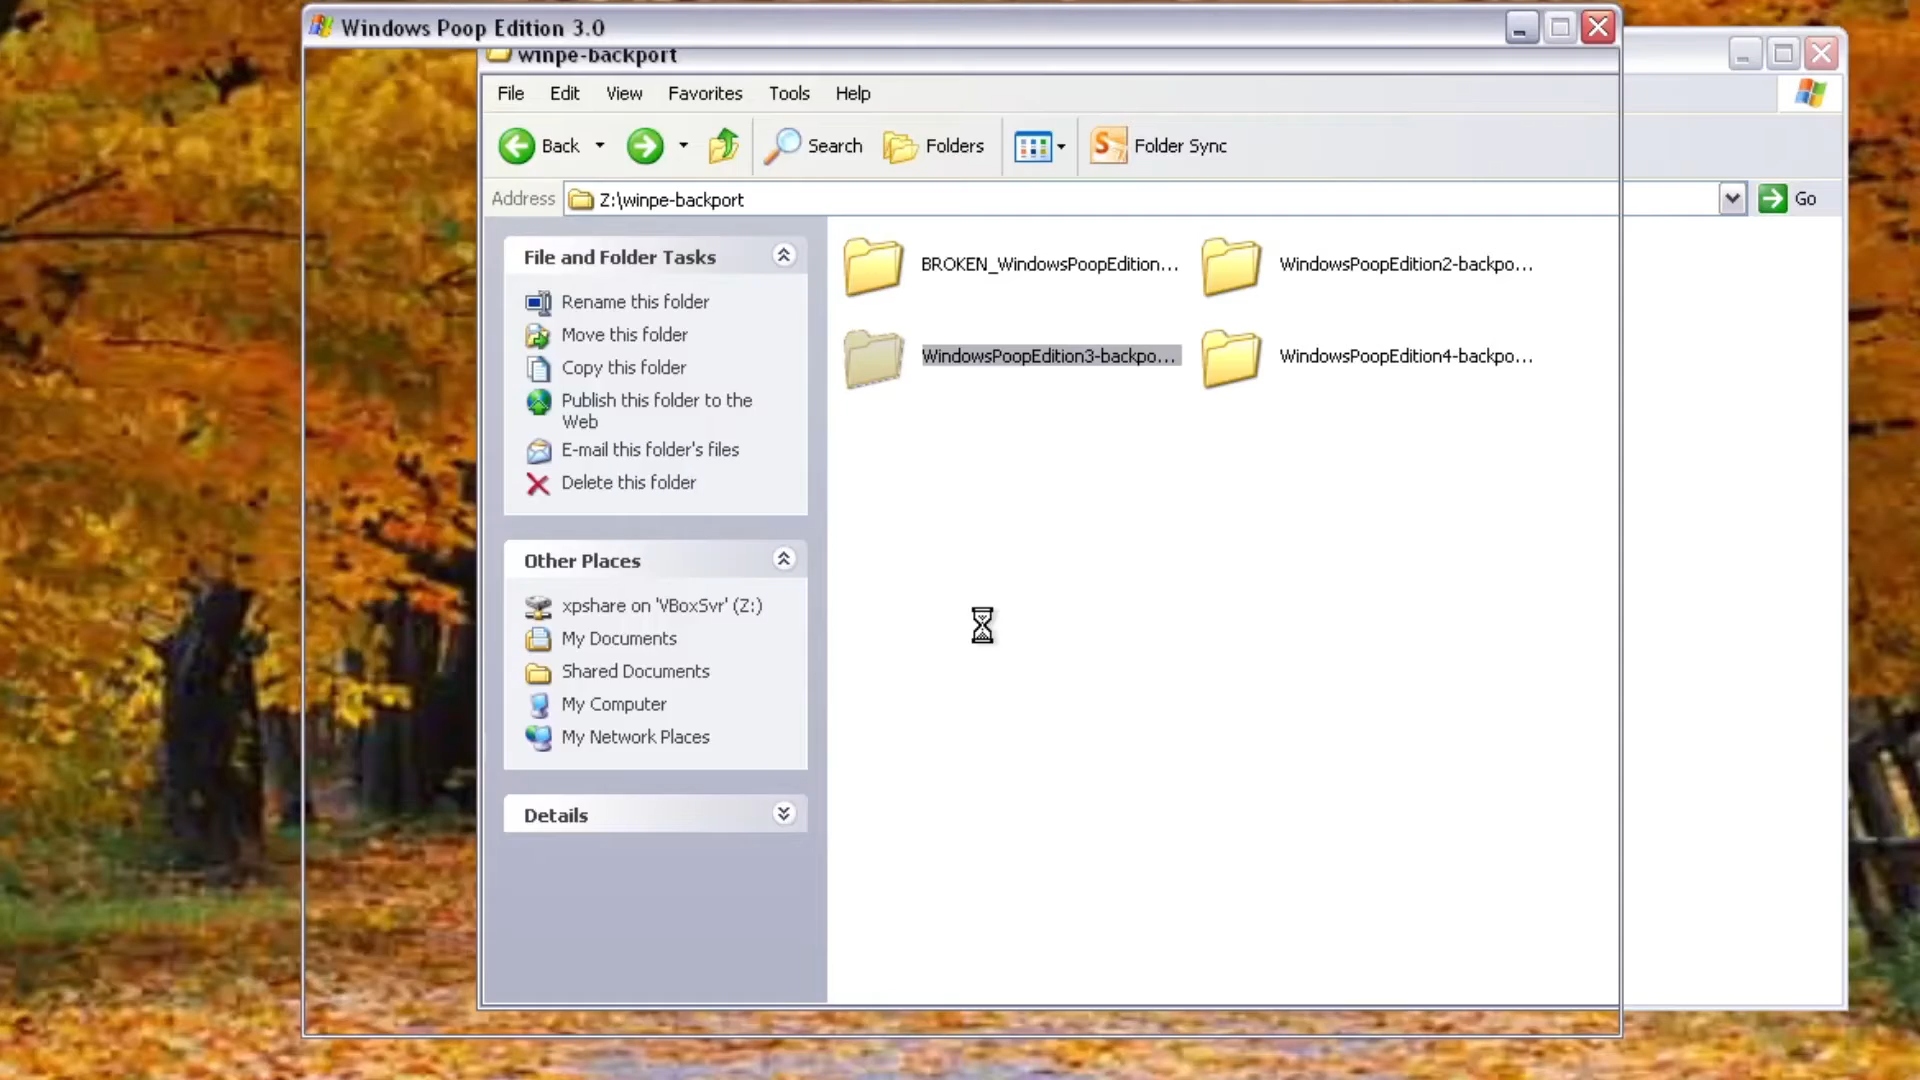 Windows Poop Edition 3.0
winpe-backport
File Edit View Favorites Tools Help
Back Search Folders Folder Sync
Address Z:\winpe-backport Go
File and Folder Tasks
Rename this folder
Move this folder
Copy this folder
Publish this folder to the
Web
E-mail this folder's files
Delete this folder
Other Places
xpshare on 'VBoxSvr' (Z:)
My Documents
Shared Documents
My Computer
My Network Places
Details
BROKEN_WindowsPoopEdition... WindowsPoopEdition2-backpo...
WindowsPoopEdition3-backpo... WindowsPoopEdition4-backpo...